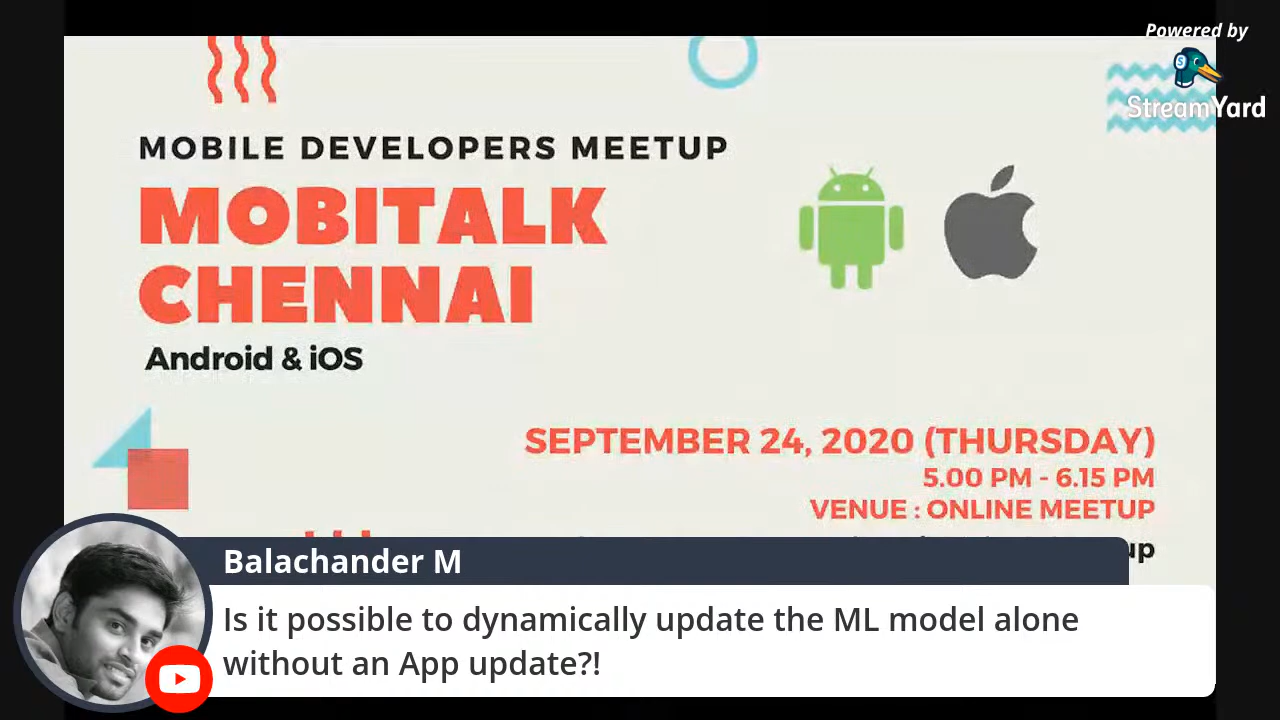 Powered by
StreamYard
MOBILE DEVELOPERS MEETUP
MOBITALK
CHENNAI
Android & iOS
SEPTEMBER 24, 2020 (THURSDAY)
5.00 PM - 6.15 PM
VENUE : ONLINE MEETUP
Balachander M
Is it possible to dynamically update the ML model alone
without an App update?!